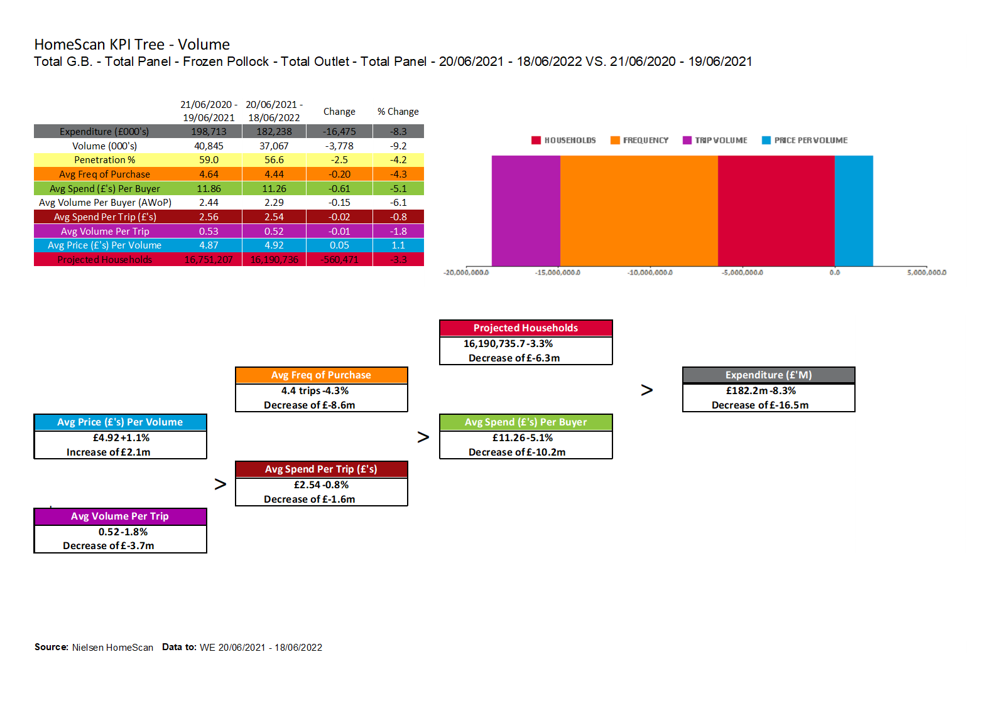 HomeScan KPI Tree - Volume
Total G.B. - Total Panel - Frozen Pollock - Total Outlet - Total Panel - 20/06/2021 - 18/06/2022 VS. 21/06/2020 - 19/06/2021
21/06/2020 - 20/06/2021 -
19/06/2021 18/06/2022 Change % Change
Expenditure (£000's) 198,713 182,238 -16,475 -8.3
Volume (000's) 40,845 37,067 -3,778 -9.2
Penetration % 59.0 56.6 -2.5 -4.2
Avg Freq of Purchase 4.64 4.44 -0.20 -4.3
Avg Spend (£'s) Per Buyer 11.86 11.26 -0.61 -5.1
Avg Volume Per Buyer (AWoP) 2.44 2.29 -0.15 -6.1
Avg Spend Per Trip (£'s) 2.56 2.54 -0.02 -0.8
Avg Volume Per Trip 0.53 0.52 -0.01 -1.8
Avg Price (£'s) Per Volume 4.87 4.92 0.05 1.1
Projected Households 16,751,207 16,190,736 -560,471 -3.3
HOUSEHOLDS FREQUENCY TRIP VOLUME PRICE PER VOLUME
-20,000,000.0 -15,000,000.0 -10,000,000.0 -5,000,000.0 0.0 5,000,000.0
Projected Households
16,190,735.7 -3.3%
Decrease of £-6.3m
Avg Freq of Purchase
4.4 trips -4.3%
Decrease of £-8.6m
>
Expenditure (£'M)
£182.2m -8.3%
Decrease of £-16.5m
Avg Price (£'s) Per Volume
£4.92 +1.1%
Increase of £2.1m
>
Avg Spend (£'s) Per Buyer
£11.26 -5.1%
Decrease of £-10.2m
>
Avg Spend Per Trip (£'s)
£2.54 -0.8%
Decrease of £-1.6m
Avg Volume Per Trip
0.52 -1.8%
Decrease of £-3.7m
Source: Nielsen HomeScan Data to: WE 20/06/2021 - 18/06/2022